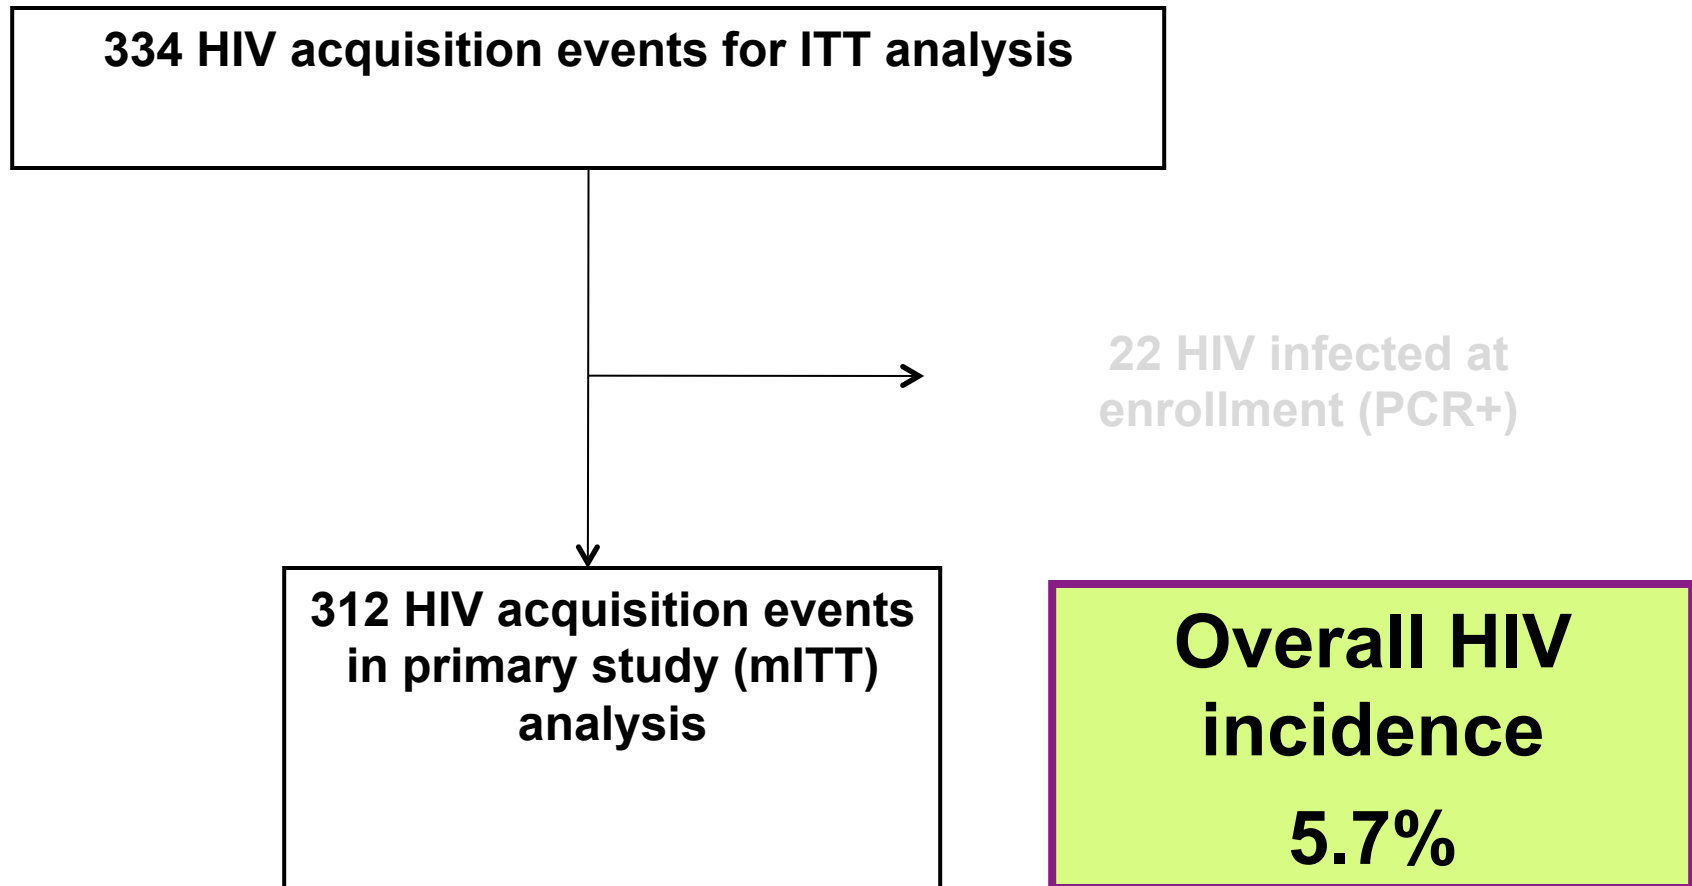 334 HIV acquisition events for ITT analysis
22 HIV infected at
enrollment (PCR+)
312 HIV acquisition events
in primary study (mITT)
analysis
Overall HIV
incidence
5.7%